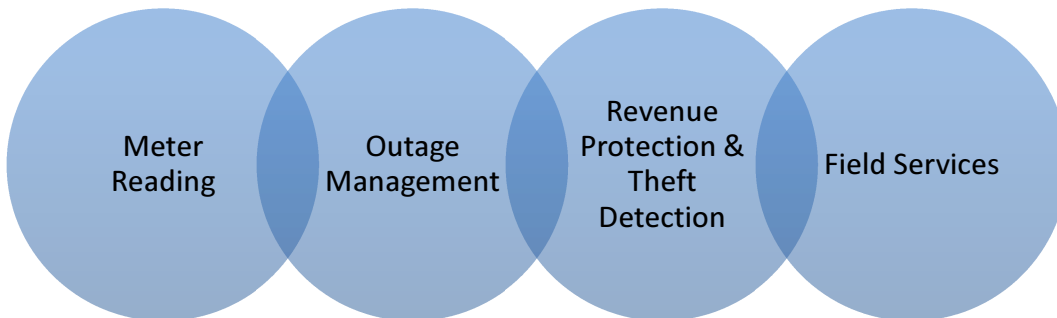 Meter
Reading
Outage
Management
Revenue
Protection &
Theft
Detection
Field Services